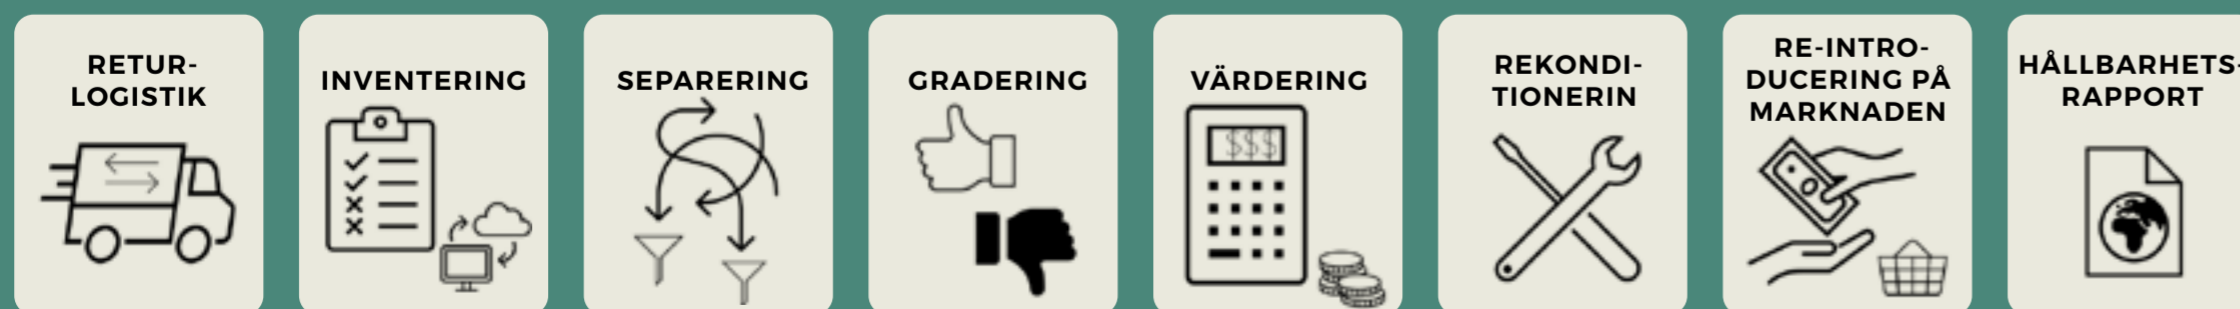 RETUR-
LOGISTIK
INVENTERING
SEPARERING
GRADERING
VÄRDERING
$$$
REKONDI-
TIONERIN
RE-INTRO-
DUCERING PÅ
MARKNADEN
HÅLLBARHETS-
RAPPORT